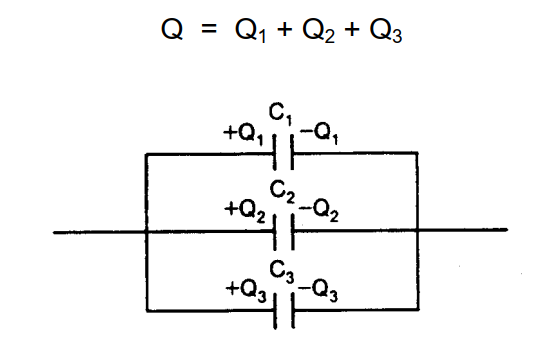 Q = Q₁ + Q₂ + Q₃
C₁
+Q₁ −Q₁
C₂
+Q₂ −Q₂
C₃
+Q₃ −Q₃